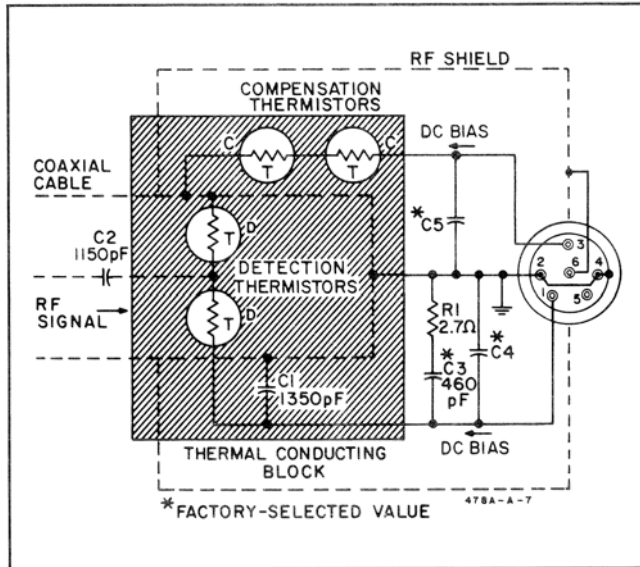 RF SHIELD
COMPENSATION
THERMISTORS
DC BIAS
C
C
T
T
COAXIAL
CABLE
*C5
3
C2
1150pF
D
T
DETECTION
THERMISTORS
2
6
4
1
5
RF
SIGNAL
D
T
R1
2.7Ω
*C4
*
C3
460
pF
C1
1350pF
DC BIAS
THERMAL CONDUCTING
BLOCK
*FACTORY-SELECTED VALUE
478A-A-7